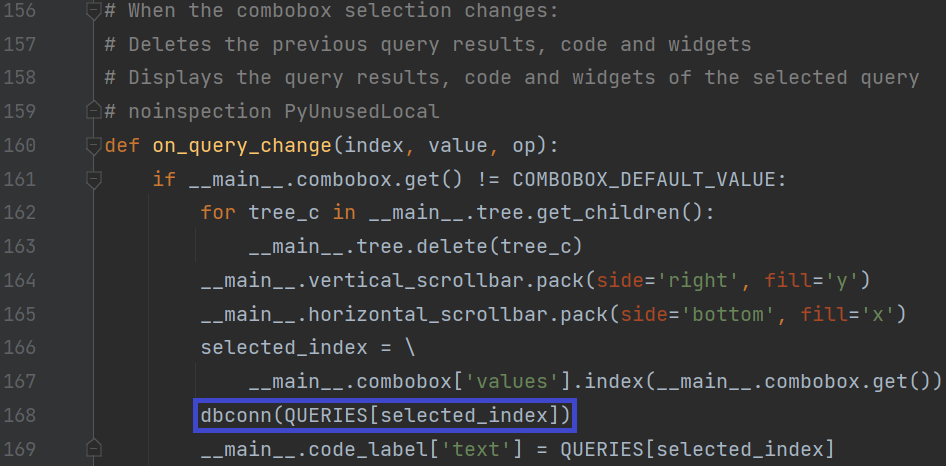 156 # When the combobox selection changes:
157 # Deletes the previous query results, code and widgets
158 # Displays the query results, code and widgets of the selected query
159 # noinspection PyUnusedLocal
160 def on_query_change(index, value, op):
161     if __main__.combobox.get() != COMBOBOX_DEFAULT_VALUE:
162         for tree_c in __main__.tree.get_children():
163             __main__.tree.delete(tree_c)
164         __main__.vertical_scrollbar.pack(side='right', fill='y')
165         __main__.horizontal_scrollbar.pack(side='bottom', fill='x')
166         selected_index = \
167             __main__.combobox['values'].index(__main__.combobox.get())
168         dbconn(QUERIES[selected_index])
169         __main__.code_label['text'] = QUERIES[selected_index]